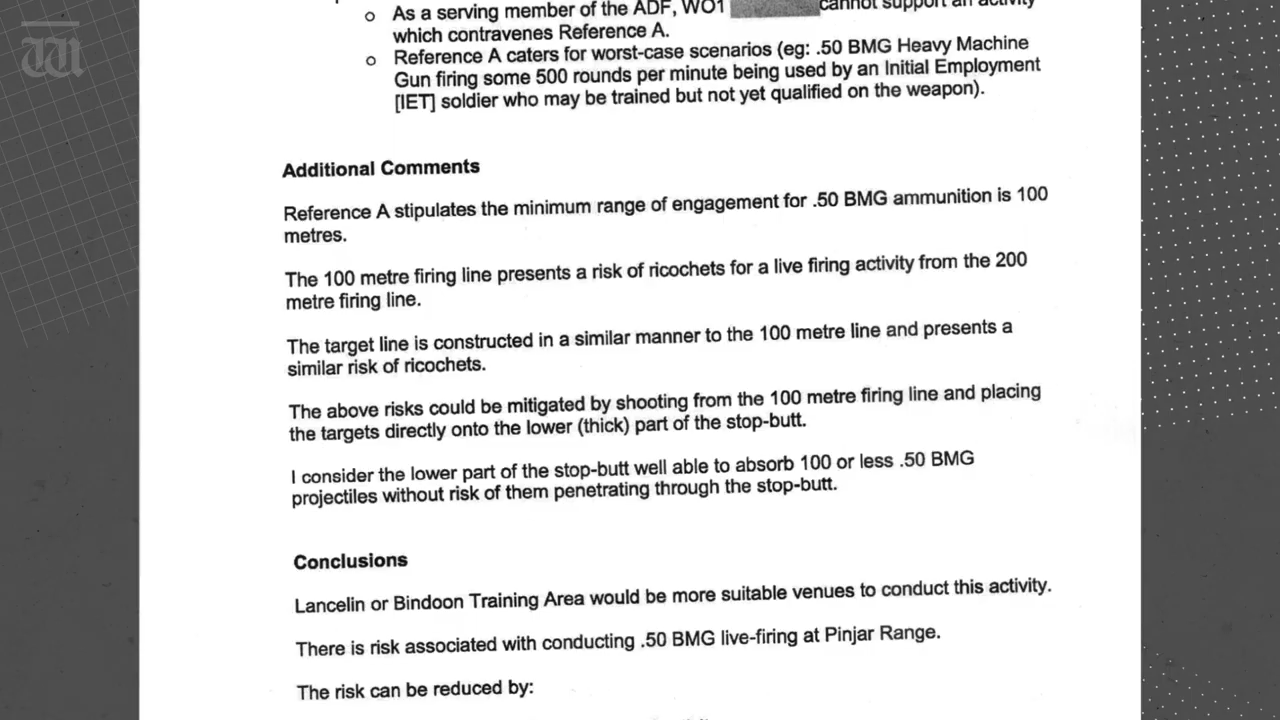 o As a serving member of the ADF, WO1 cannot support an activity
which contravenes Reference A.
o Reference A caters for worst-case scenarios (eg: .50 BMG Heavy Machine
Gun firing some 500 rounds per minute being used by an Initial Employment
[IET] soldier who may be trained but not yet qualified on the weapon).
Additional Comments
Reference A stipulates the minimum range of engagement for .50 BMG ammunition is 100
metres.
The 100 metre firing line presents a risk of ricochets for a live firing activity from the 200
metre firing line.
The target line is constructed in a similar manner to the 100 metre line and presents a
similar risk of ricochets.
The above risks could be mitigated by shooting from the 100 metre firing line and placing
the targets directly onto the lower (thick) part of the stop-butt.
I consider the lower part of the stop-butt well able to absorb 100 or less .50 BMG
projectiles without risk of them penetrating through the stop-butt.
Conclusions
Lancelin or Bindoon Training Area would be more suitable venues to conduct this activity.
There is risk associated with conducting .50 BMG live-firing at Pinjar Range.
The risk can be reduced by: